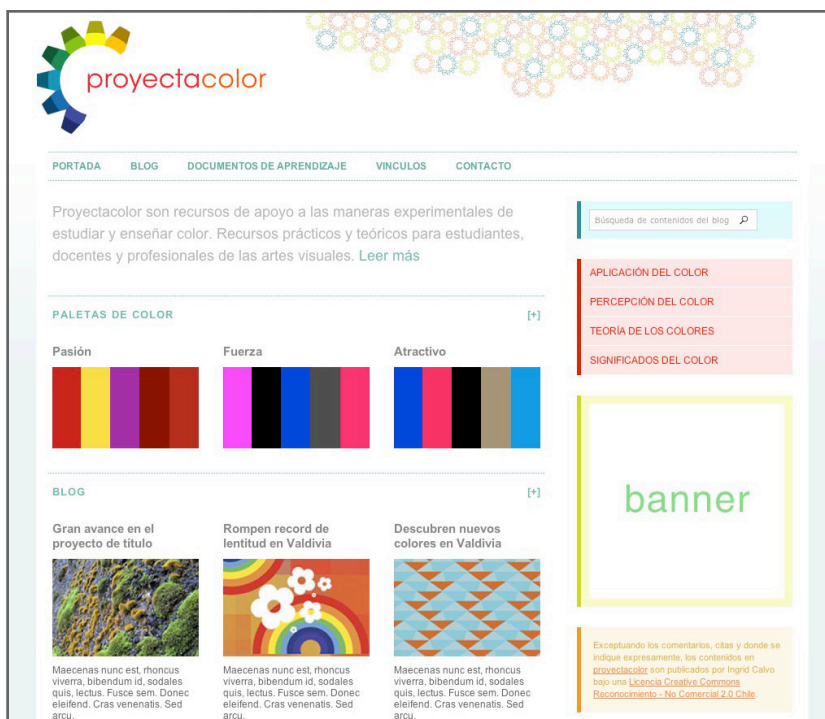 proyectacolor
PORTADA BLOG DOCUMENTOS DE APRENDIZAJE VINCULOS CONTACTO
Proyectacolor son recursos de apoyo a las maneras experimentales de
estudiar y enseñar color. Recursos prácticos y teóricos para estudiantes,
docentes y profesionales de las artes visuales. Leer más
PALETAS DE COLOR [+]
Pasión
Fuerza
Atractivo
BLOG [+]
Gran avance en el
proyecto de título
Maecenas nunc est, rhoncus
viverra, bibendum id, sodales
quis, lectus. Fusce sem. Donec
eleifend. Cras venenatis. Sed
arcu.
Rompen record de
lentitud en Valdivia
Maecenas nunc est, rhoncus
viverra, bibendum id, sodales
quis, lectus. Fusce sem. Donec
eleifend. Cras venenatis. Sed
arcu.
Descubren nuevos
colores en Valdivia
Maecenas nunc est, rhoncus
viverra, bibendum id, sodales
quis, lectus. Fusce sem. Donec
eleifend. Cras venenatis. Sed
arcu.
Búsqueda de contenidos del blog
APLICACIÓN DEL COLOR
PERCEPCIÓN DEL COLOR
TEORÍA DE LOS COLORES
SIGNIFICADOS DEL COLOR
banner
Exceptuando los comentarios, citas y donde se
indique expresamente, los contenidos en
proyectacolor son publicados por Ingrid Calvo
bajo una Licencia Creative Commons
Reconocimiento - No Comercial 2.0 Chile.